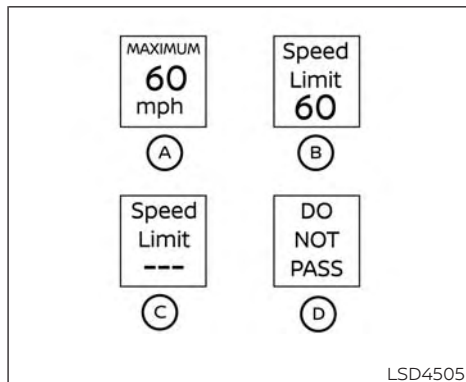 MAXIMUM
60
mph
A
Speed
Limit
60
B
Speed
Limit
---
C
DO
NOT
PASS
D
LSD4505